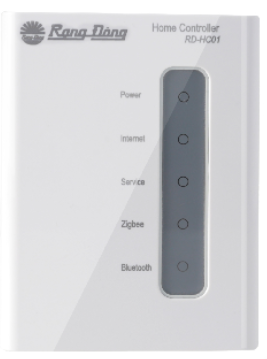 Rạng Đông
Home Controller
RD-HC01
Power
Internet
Service
Zigbee
Bluetooth